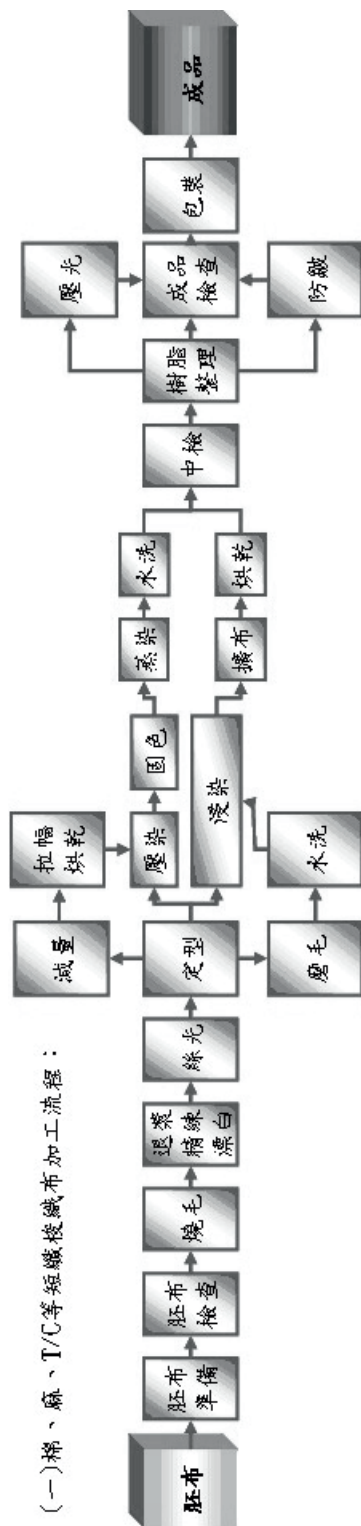 (一)棉、麻、T/C等短纖梭織布加工流程：
胚布
胚布
準備
胚布
檢查
燒毛
退漿
精練
漂白
絲光
定型
減量
拉幅
烘乾
磨毛
水洗
壓染
固色
蒸染
水洗
浸染
擴布
烘乾
中檢
樹脂
整理
壓光
防皺
成品
檢查
包裝
成品